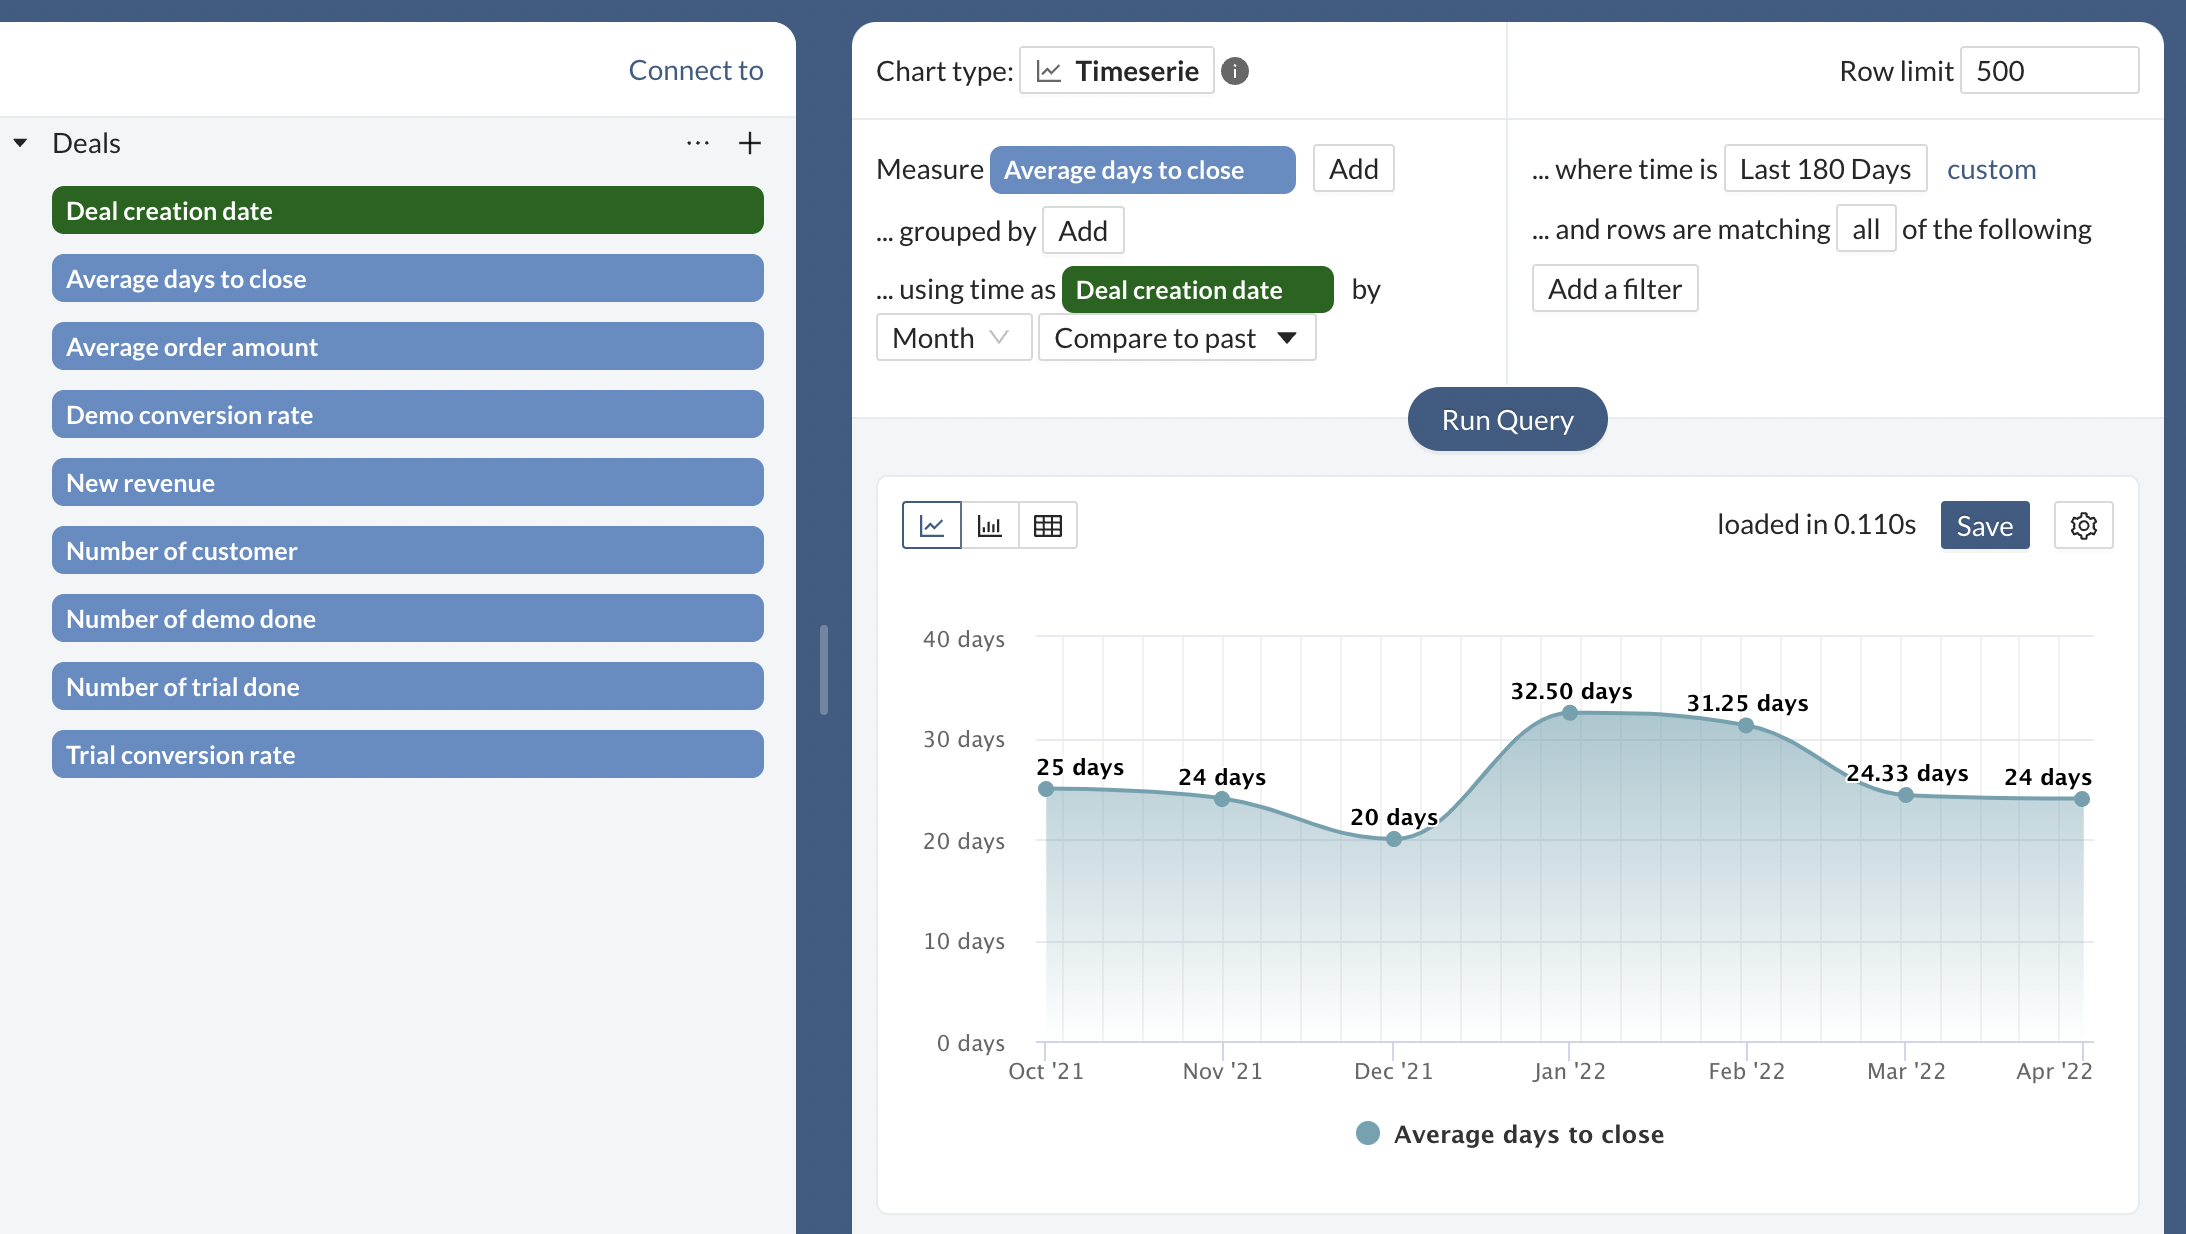 Connect to
Deals
Deal creation date
Average days to close
Average order amount
Demo conversion rate
New revenue
Number of customer
Number of demo done
Number of trial done
Trial conversion rate
Chart type: Timeserie
Row limit 500
Measure Average days to close Add
... grouped by Add
... using time as Deal creation date by
Month Compare to past
... where time is Last 180 Days custom
... and rows are matching all of the following
Add a filter
Run Query
loaded in 0.110s Save
40 days
30 days
20 days
10 days
0 days
25 days
24 days
20 days
32.50 days
31.25 days
24.33 days
24 days
Oct '21 Nov '21 Dec '21 Jan '22 Feb '22 Mar '22 Apr '22
Average days to close